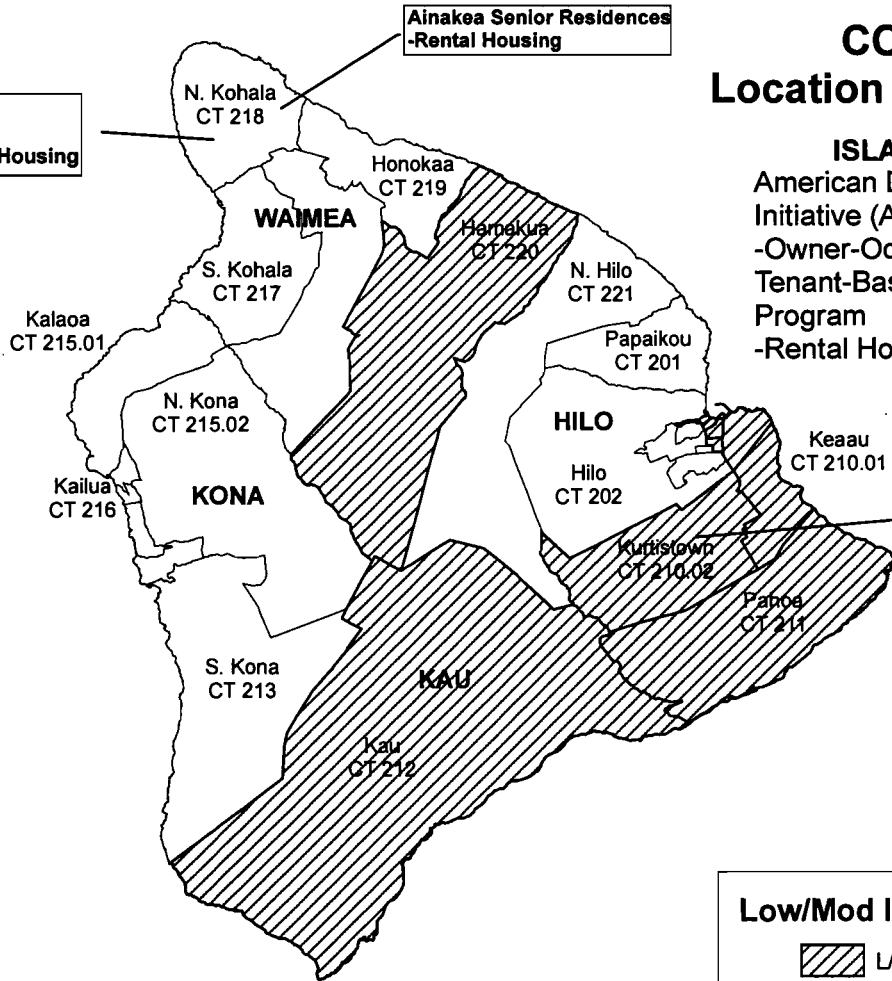 Ainakea Senior Residences
-Rental Housing
CO
Location
Housing
ISLA
American D
Initiative (A
-Owner-Oc
Tenant-Bas
Program
-Rental Ho
N. Kohala
CT 218
Honokaa
CT 219
WAIMEA
Hamakua
CT 220
S. Kohala
CT 217
N. Hilo
CT 221
Kalaoa
CT 215.01
Papaikou
CT 201
N. Kona
CT 215.02
HILO
Keaau
CT 210.01
Hilo
CT 202
Kailua
CT 216
KONA
Kurtistown
CT 210.02
Pahoa
CT 211
S. Kona
CT 213
KAU
Kau
CT 212
Low/Mod I